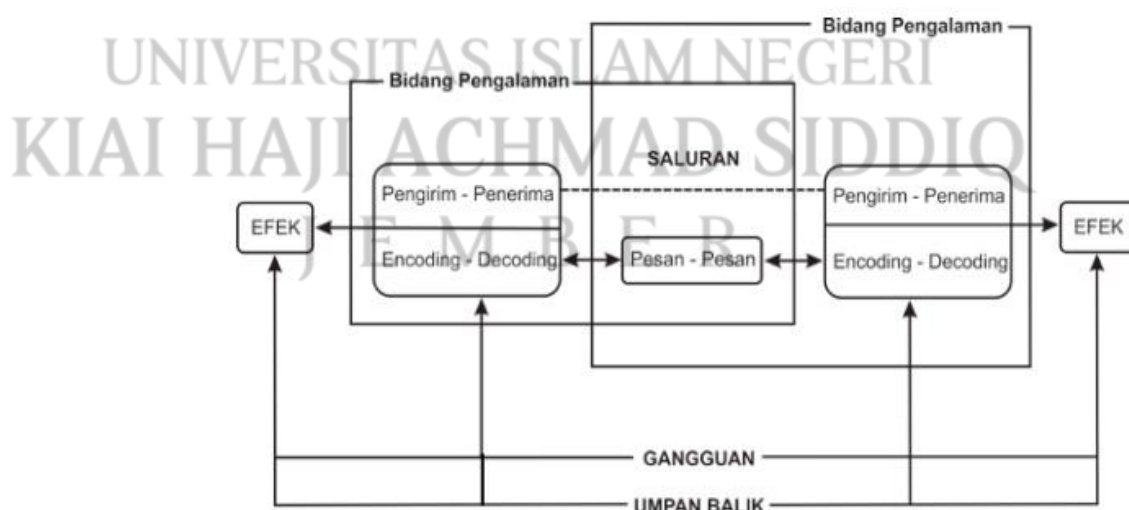 Bidang Pengalaman
UNIVERSITAS ISLAM NEGERI
Bidang Pengalaman
KIAI HAJI ACHMAD SIDDIQ
SALURAN
Pengirim - Penerima
Pengirim - Penerima
EFEK
EFEK
J E M B E R
Encoding - Decoding
Pesan - Pesan
Encoding - Decoding
GANGGUAN
UMPAN BALIK